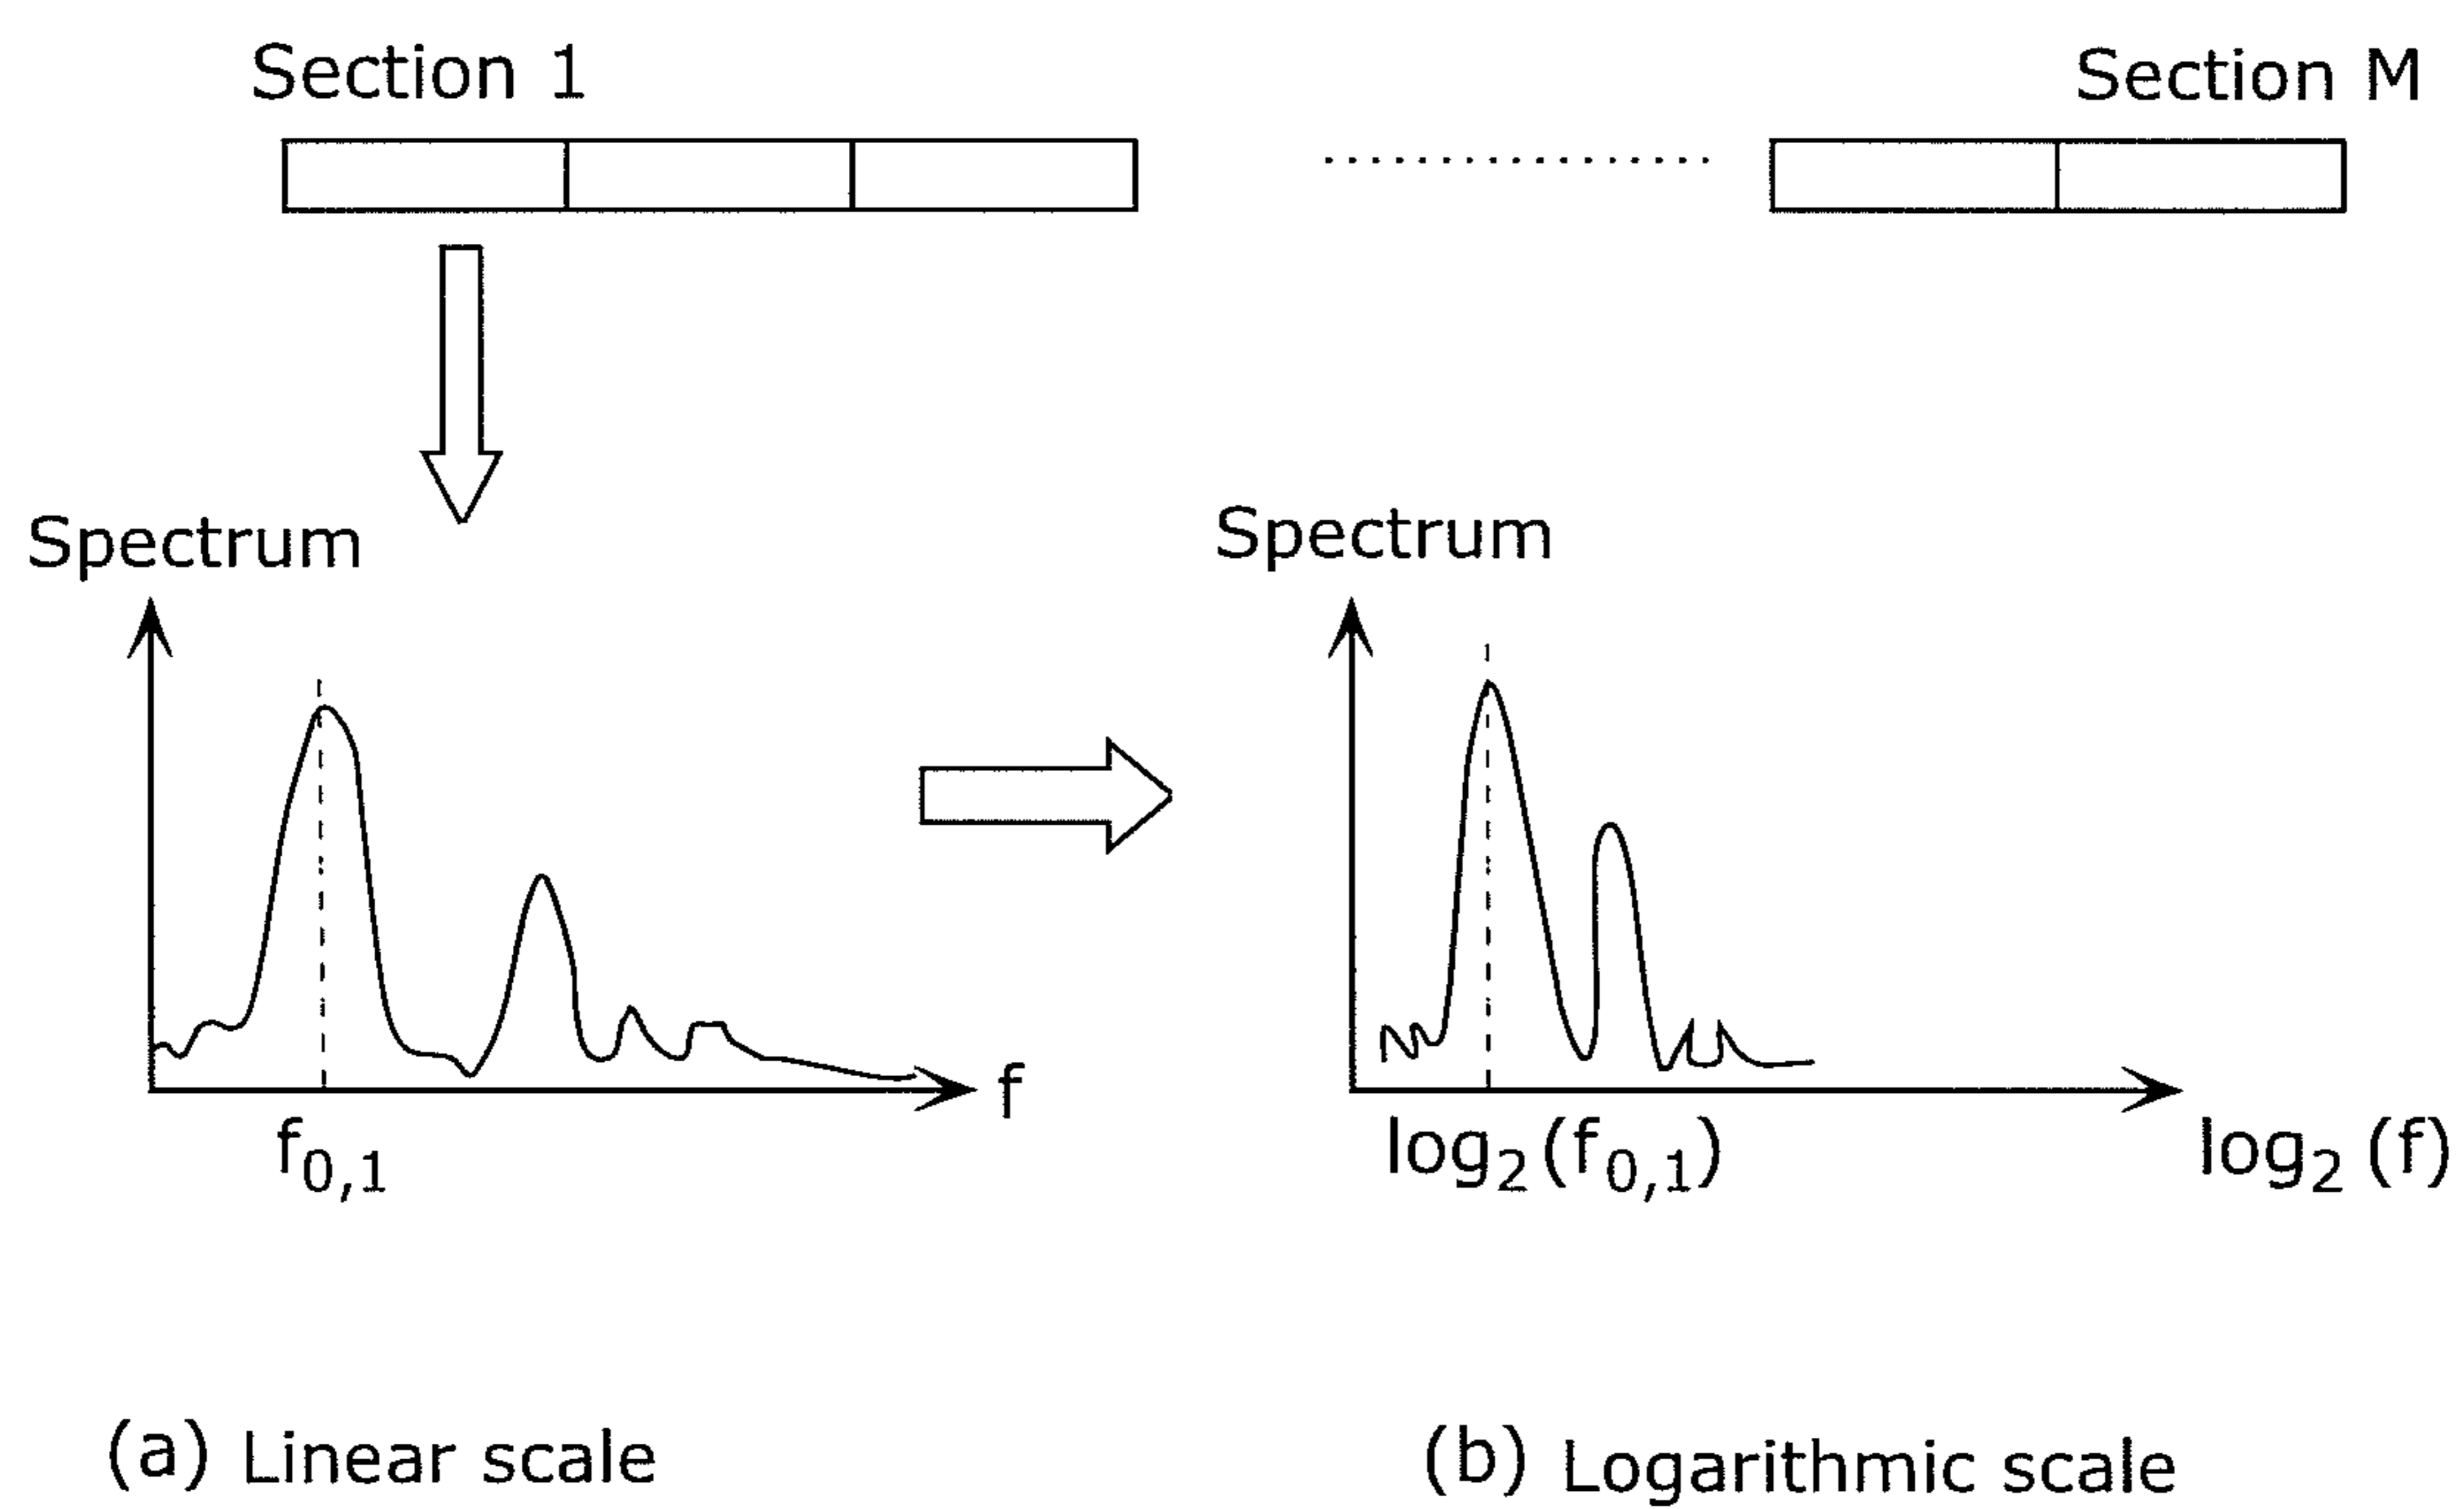 Section 1
Section M
Spectrum
Spectrum
f
f0,1
log2(f0,1)
log2 (f)
(a) Linear scale
(b) Logarithmic scale